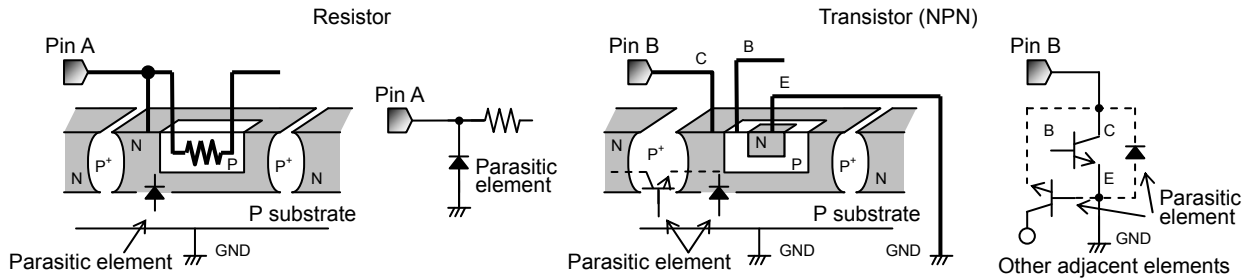 Resistor
Pin A
N
P
N
P+
P+
N
P substrate
Parasitic element
GND
Pin A
Parasitic
element
Transistor (NPN)
Pin B
C
B
E
N
P+
N
P
P+
N
P substrate
Parasitic element
GND
GND
Pin B
B
C
E
Parasitic
element
GND
Other adjacent elements